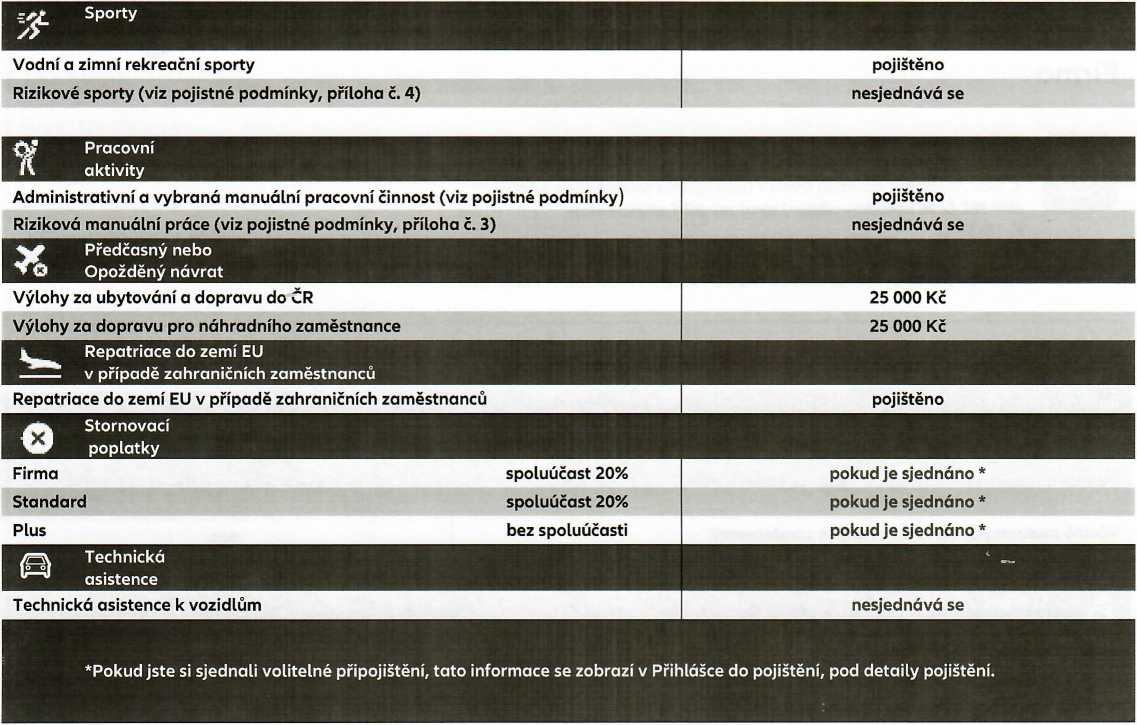 Sporty
Vodní a zimní rekreační sporty pojištěno
Rizikové sporty (viz pojistné podmínky, příloha č. 4) nesjednává se
Pracovní
aktivity
Administrativní a vybraná manuální pracovní činnost (viz pojistné podmínky) pojištěno
Riziková manuální práce (viz pojistné podmínky, příloha č. 3) nesjednává se
Předčasný nebo
Opožděný návrat
Výlohy za ubytování a dopravu do ČR 25 000 Kč
Výlohy za dopravu pro náhradního zaměstnance 25 000 Kč
Repatriace do zemí EU
v případě zahraničních zaměstnanců
Repatriace do zemí EU v případě zahraničních zaměstnanců pojištěno
Stornovací
poplatky
Firma spoluúčast 20% pokud je sjednáno *
Standard spoluúčast 20% pokud je sjednáno *
Plus bez spoluúčasti pokud je sjednáno *
Technická
asistence
Technická asistence k vozidlům nesjednává se
*Pokud jste si sjednali volitelné připojištění, tato informace se zobrazí v Přihlášce do pojištění, pod detaily pojištění.